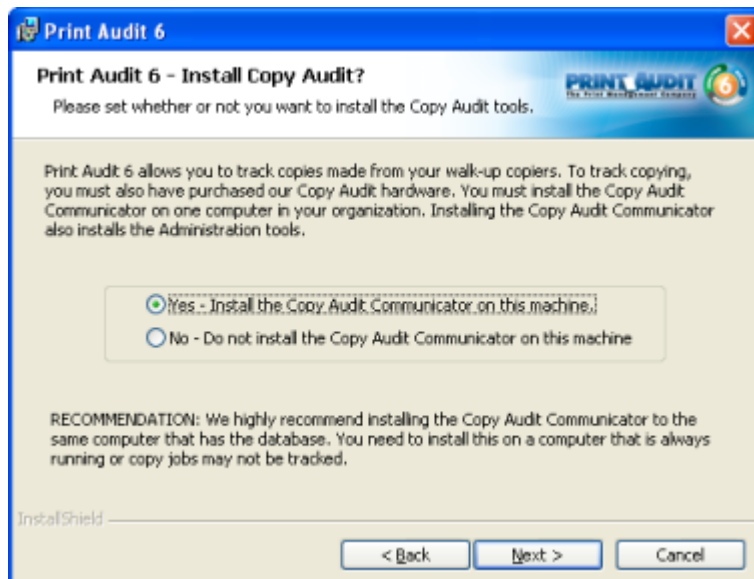 Print Audit 6
Print Audit 6 - Install Copy Audit?
Please set whether or not you want to install the Copy Audit tools.
PRINT AUDIT 6
The Print Management Company
Print Audit 6 allows you to track copies made from your walk-up copiers. To track copying,
you must also have purchased our Copy Audit hardware. You must install the Copy Audit
Communicator on one computer in your organization. Installing the Copy Audit Communicator
also installs the Administration tools.
Yes - Install the Copy Audit Communicator on this machine.
No - Do not install the Copy Audit Communicator on this machine
RECOMMENDATION: We highly recommend installing the Copy Audit Communicator to the
same computer that has the database. You need to install this on a computer that is always
running or copy jobs may not be tracked.
InstallShield
< Back Next > Cancel